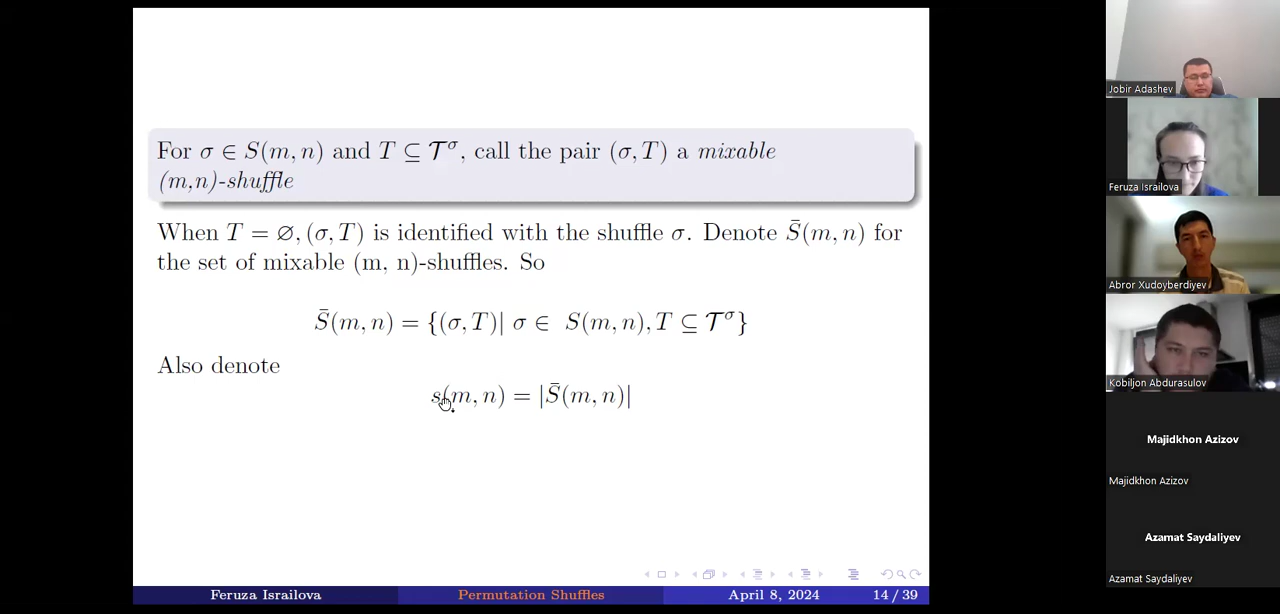 For σ ∈ S(m, n) and T ⊆ 𝒯^σ, call the pair (σ, T) a mixable
(m,n)-shuffle
When T = ∅, (σ, T) is identified with the shuffle σ. Denote S̄(m, n) for
the set of mixable (m, n)-shuffles. So
S̄(m, n) = {(σ, T)| σ ∈ S(m, n), T ⊆ 𝒯^σ}
Also denote
s(m, n) = |S̄(m, n)|
Feruza Israilova
Permutation Shuffles
April 8, 2024
14 / 39
Jobir Adashev
Feruza Israilova
Abror Xudoyberdiyev
Kobiljon Abdurasulov
Majidkhon Azizov
Majidkhon Azizov
Azamat Saydaliyev
Azamat Saydaliyev